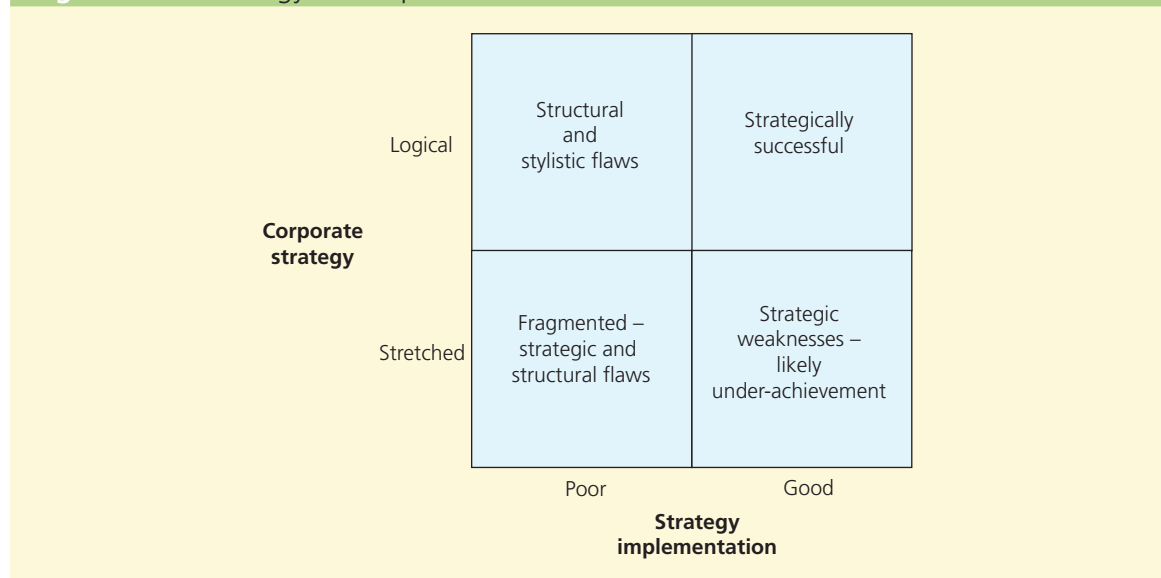 Structural
and
stylistic flaws
Strategically
successful
Logical
Corporate
strategy
Fragmented –
strategic and
structural flaws
Strategic
weaknesses –
likely
under-achievement
Stretched
Poor
Good
Strategy
implementation